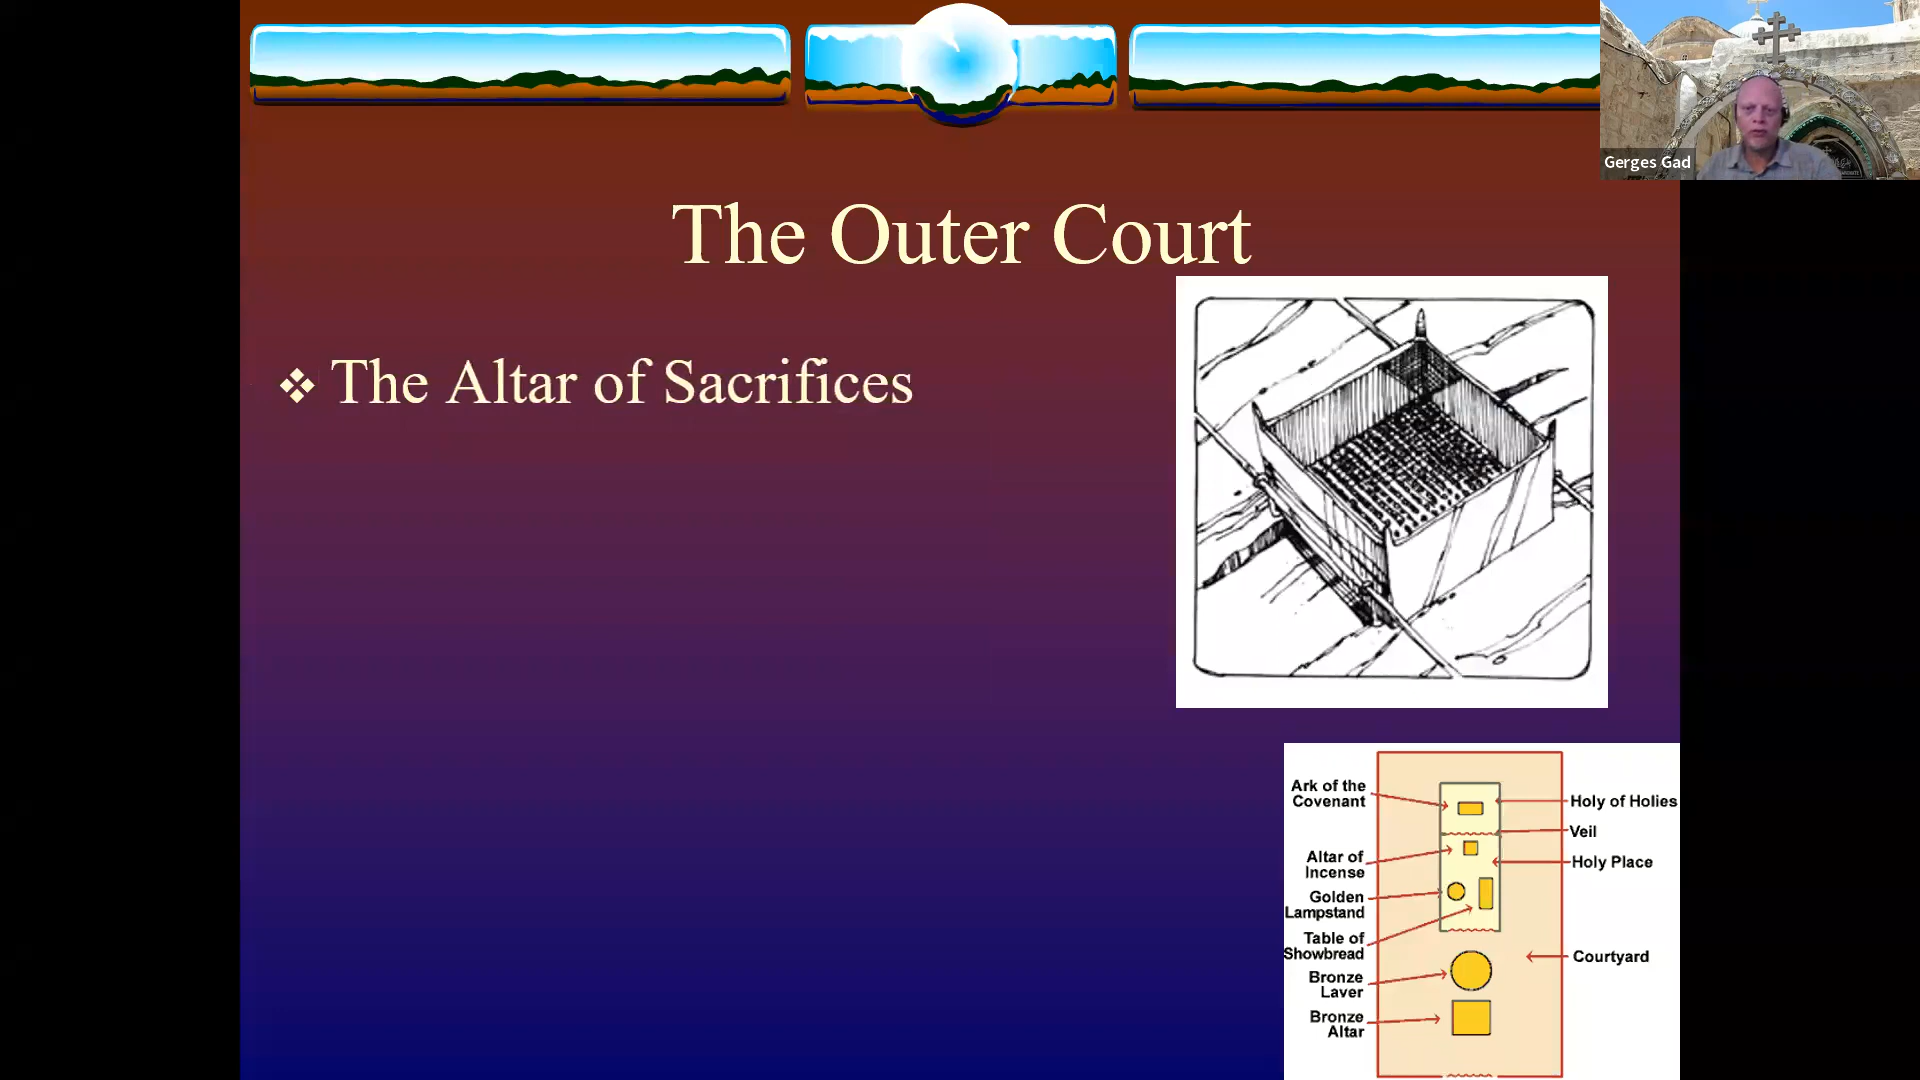 Gerges Gad
The Outer Court
The Altar of Sacrifices
Ark of the
Covenant
Holy of Holies
Veil
Altar of
Incense
Holy Place
Golden
Lampstand
Table of
Showbread
Courtyard
Bronze
Laver
Bronze
Altar